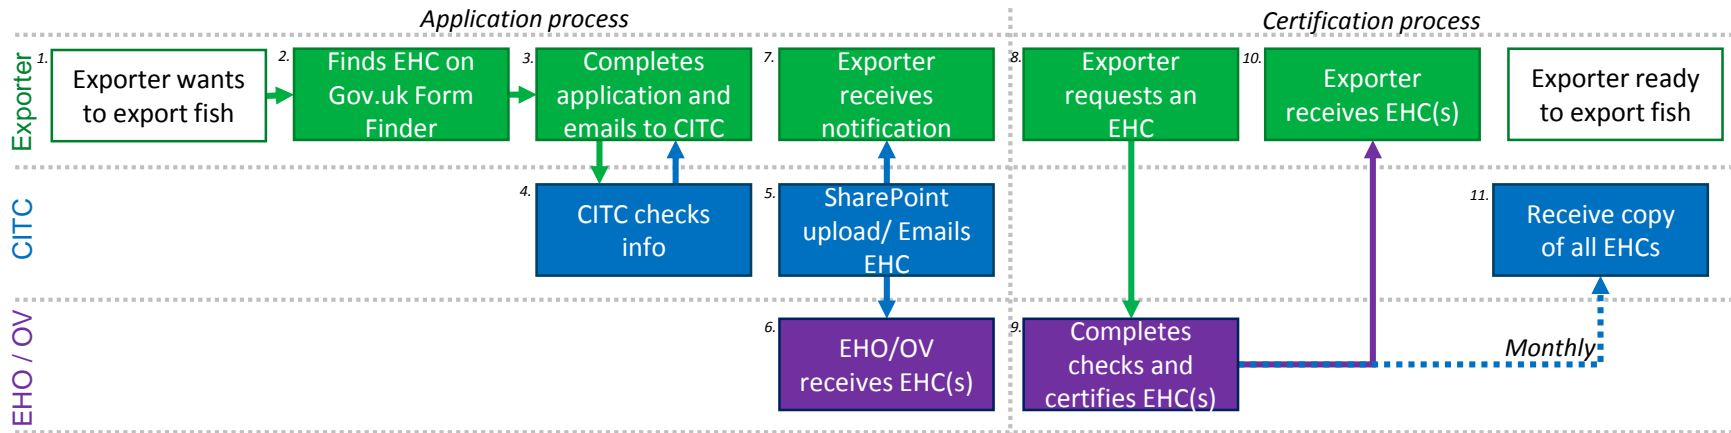 Application process
Certification process
Exporter
1.
Exporter wants
to export fish
2.
Finds EHC on
Gov.uk Form
Finder
3.
Completes
application and
emails to CITC
7.
Exporter
receives
notification
8.
Exporter
requests an
EHC
10.
Exporter
receives EHC(s)
Exporter ready
to export fish
CITC
4.
CITC checks
info
5.
SharePoint
upload/ Emails
EHC
11.
Receive copy
of all EHCs
EHO / OV
6.
EHO/OV
receives EHC(s)
9.
Completes
checks and
certifies EHC(s)
Monthly